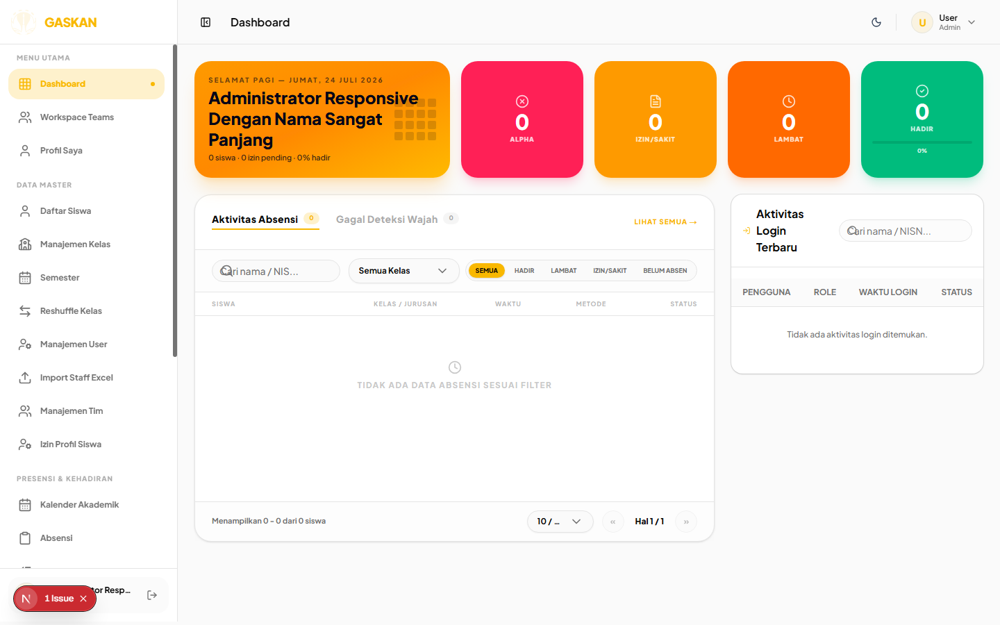 GASKAN
Dashboard
User
Admin
U
MENU UTAMA
Dashboard
Workspace Teams
Profil Saya
DATA MASTER
Daftar Siswa
Manajemen Kelas
Semester
Reshuffle Kelas
Manajemen User
Import Staff Excel
Manajemen Tim
Izin Profil Siswa
PRESENSI & KEHADIRAN
Kalender Akademik
Absensi
tor Resp...
1 Issue
SELAMAT PAGI — JUMAT, 24 JULI 2026
Administrator Responsive
Dengan Nama Sangat
Panjang
0 siswa · 0 izin pending · 0% hadir
0
ALPHA
0
IZIN/SAKIT
0
LAMBAT
0
HADIR
0%
Aktivitas Absensi 0
Gagal Deteksi Wajah 0
LIHAT SEMUA →
Cari nama / NIS...
Semua Kelas
SEMUA HADIR LAMBAT IZIN/SAKIT BELUM ABSEN
SISWA KELAS / JURUSAN WAKTU METODE STATUS
TIDAK ADA DATA ABSENSI SESUAI FILTER
Menampilkan 0 - 0 dari 0 siswa
10 / ...
« Hal 1 / 1 »
Aktivitas
Login
Terbaru
Cari nama / NISN...
PENGGUNA ROLE WAKTU LOGIN STATUS
Tidak ada aktivitas login ditemukan.